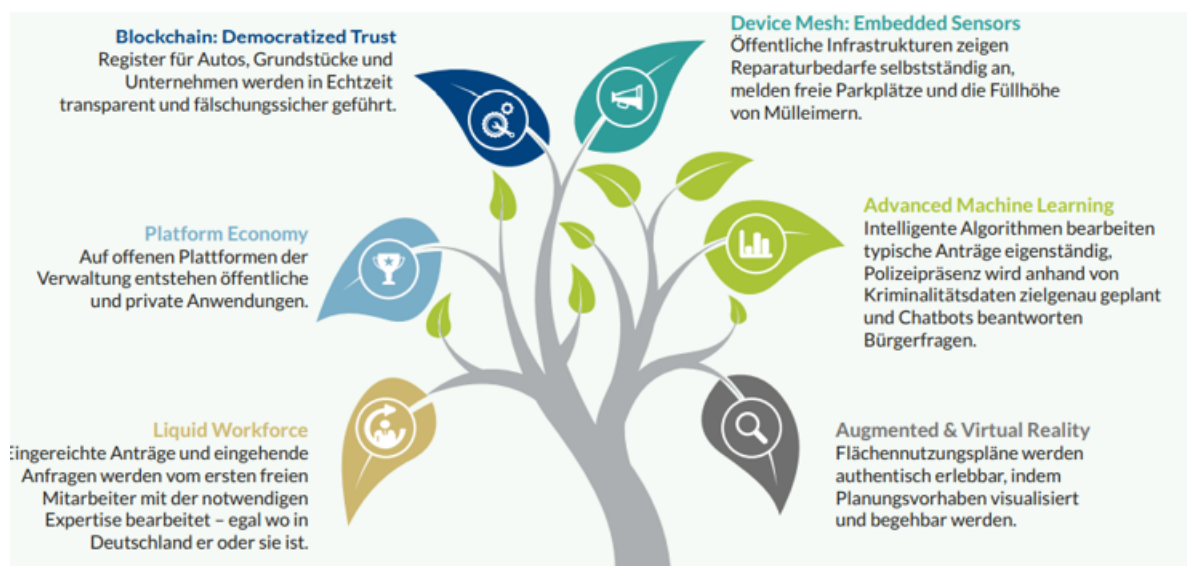 Blockchain: Democratized Trust
Register für Autos, Grundstücke und
Unternehmen werden in Echtzeit
transparent und fälschungssicher geführt.
Device Mesh: Embedded Sensors
Öffentliche Infrastrukturen zeigen
Reparaturbedarfe selbstständig an,
melden freie Parkplätze und die Füllhöhe
von Mülleimern.
Platform Economy
Auf offenen Plattformen der
Verwaltung entstehen öffentliche
und private Anwendungen.
Advanced Machine Learning
Intelligente Algorithmen bearbeiten
typische Anträge eigenständig,
Polizeipräsenz wird anhand von
Kriminalitätsdaten zielgenau geplant
und Chatbots beantworten
Bürgerfragen.
Liquid Workforce
Eingereichte Anträge und eingehende
Anfragen werden vom ersten freien
Mitarbeiter mit der notwendigen
Expertise bearbeitet – egal wo in
Deutschland er oder sie ist.
Augmented & Virtual Reality
Flächennutzungspläne werden
authentisch erlebbar, indem
Planungsvorhaben visualisiert
und begehbar werden.